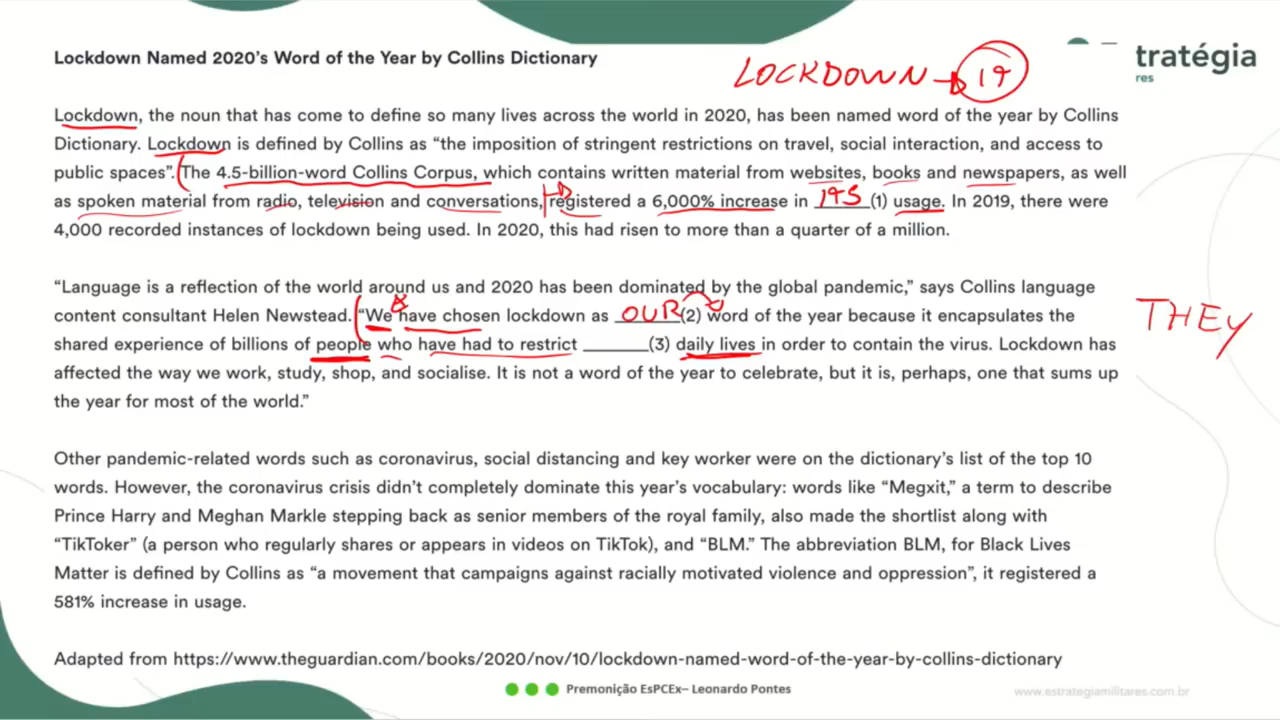 Lockdown Named 2020's Word of the Year by Collins Dictionary
LOCKDOWN → IT
tratégia
res
Lockdown, the noun that has come to define so many lives across the world in 2020, has been named word of the year by Collins
Dictionary. Lockdown is defined by Collins as “the imposition of stringent restrictions on travel, social interaction, and access to
public spaces”. The 4.5-billion-word Collins Corpus, which contains written material from websites, books and newspapers, as well
as spoken material from radio, television and conversations, registered a 6,000% increase in ITS (1) usage. In 2019, there were
4,000 recorded instances of lockdown being used. In 2020, this had risen to more than a quarter of a million.
“Language is a reflection of the world around us and 2020 has been dominated by the global pandemic,” says Collins language
content consultant Helen Newstead. “We have chosen lockdown as OUR (2) word of the year because it encapsulates the
THEY
shared experience of billions of people who have had to restrict _______(3) daily lives in order to contain the virus. Lockdown has
affected the way we work, study, shop, and socialise. It is not a word of the year to celebrate, but it is, perhaps, one that sums up
the year for most of the world.”
Other pandemic-related words such as coronavirus, social distancing and key worker were on the dictionary's list of the top 10
words. However, the coronavirus crisis didn't completely dominate this year's vocabulary: words like “Megxit,” a term to describe
Prince Harry and Meghan Markle stepping back as senior members of the royal family, also made the shortlist along with
“TikToker” (a person who regularly shares or appears in videos on TikTok), and “BLM.” The abbreviation BLM, for Black Lives
Matter is defined by Collins as “a movement that campaigns against racially motivated violence and oppression”, it registered a
581% increase in usage.
Adapted from https://www.theguardian.com/books/2020/nov/10/lockdown-named-word-of-the-year-by-collins-dictionary
Premonição EsPCEx– Leonardo Pontes
www.estrategiamilitares.com.br